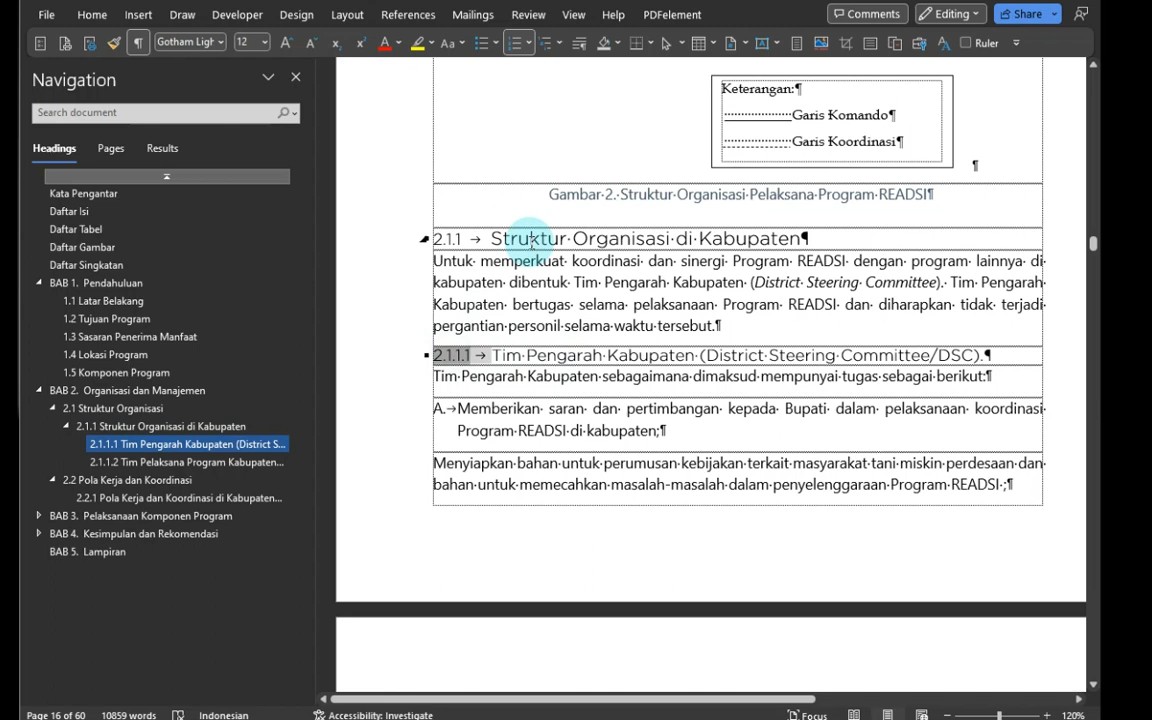 File Home Insert Draw Developer Design Layout References Mailings Review View Help PDFelement Comments Editing Share
Gotham Ligh 12 Aa Ruler
Navigation
Search document
Headings Pages Results
Kata Pengantar
Daftar Isi
Daftar Tabel
Daftar Gambar
Daftar Singkatan
BAB 1. Pendahuluan
1.1 Latar Belakang
1.2 Tujuan Program
1.3 Sasaran Penerima Manfaat
1.4 Lokasi Program
1.5 Komponen Program
BAB 2. Organisasi dan Manajemen
2.1 Struktur Organisasi
2.1.1 Struktur Organisasi di Kabupaten
2.1.1.1 Tim Pengarah Kabupaten (District S...
2.1.1.2 Tim Pelaksana Program Kabupaten...
2.2 Pola Kerja dan Koordinasi
2.2.1 Pola Kerja dan Koordinasi di Kabupaten...
BAB 3. Pelaksanaan Komponen Program
BAB 4. Kesimpulan dan Rekomendasi
BAB 5. Lampiran
Keterangan:¶
Garis Komando¶
Garis Koordinasi¶
¶
Gambar·2.·Struktur·Organisasi·Pelaksana·Program·READSI¶
2.1.1 → Struktur·Organisasi·di·Kabupaten¶
Untuk· memperkuat· koordinasi· dan· sinergi· Program· READSI· dengan· program· lainnya· di·
kabupaten· dibentuk· Tim· Pengarah· Kabupaten· (District· Steering· Committee).· Tim· Pengarah·
Kabupaten· bertugas· selama· pelaksanaan· Program· READSI· dan· diharapkan· tidak· terjadi·
pergantian·personil·selama·waktu·tersebut.¶
2.1.1.1 → Tim·Pengarah·Kabupaten·(District·Steering·Committee/DSC).¶
Tim·Pengarah·Kabupaten·sebagaimana·dimaksud·mempunyai·tugas·sebagai·berikut:¶
A.→Memberikan· saran· dan· pertimbangan· kepada· Bupati· dalam· pelaksanaan· koordinasi·
Program·READSI·di·kabupaten;¶
Menyiapkan·bahan·untuk·perumusan·kebijakan·terkait·masyarakat·tani·miskin·perdesaan·dan·
bahan·untuk·memecahkan·masalah-masalah·dalam·penyelenggaraan·Program·READSI·;¶
Page 16 of 60 10859 words Indonesian Accessibility: Investigate Focus 120%